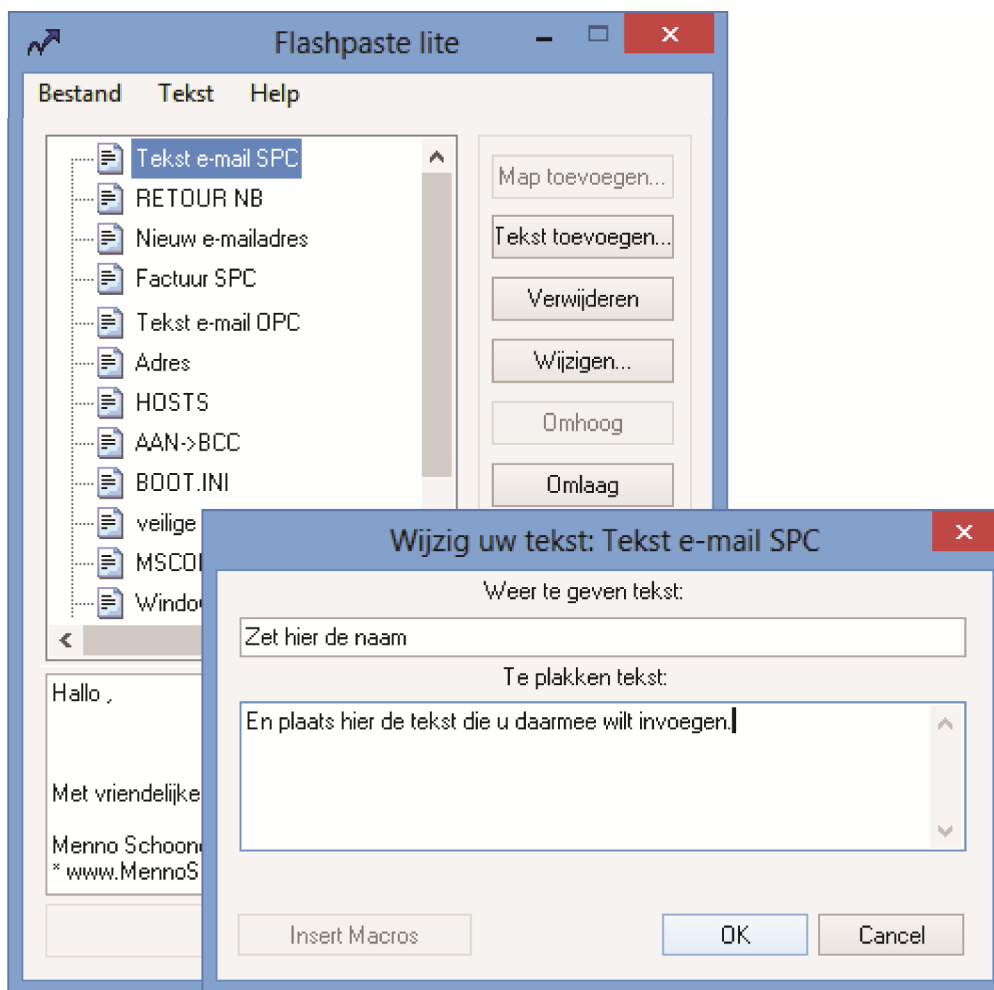 Flashpaste lite
Bestand Tekst Help
Tekst e-mail SPC
RETOUR NB
Nieuw e-mailadres
Factuur SPC
Tekst e-mail OPC
Adres
HOSTS
AAN->BCC
BOOT.INI
veilige
Map toevoegen...
Tekst toevoegen...
Verwijderen
Wijzigen...
Omhoog
Omlaag
Hallo ,
Met vriendelijke
Menno
* www.MennoS
Wijzig uw tekst: Tekst e-mail SPC
Weer te geven tekst:
Zet hier de naam
Te plakken tekst:
En plaats hier de tekst die u daarmee wilt invoegen.
Insert Macros
OK
Cancel